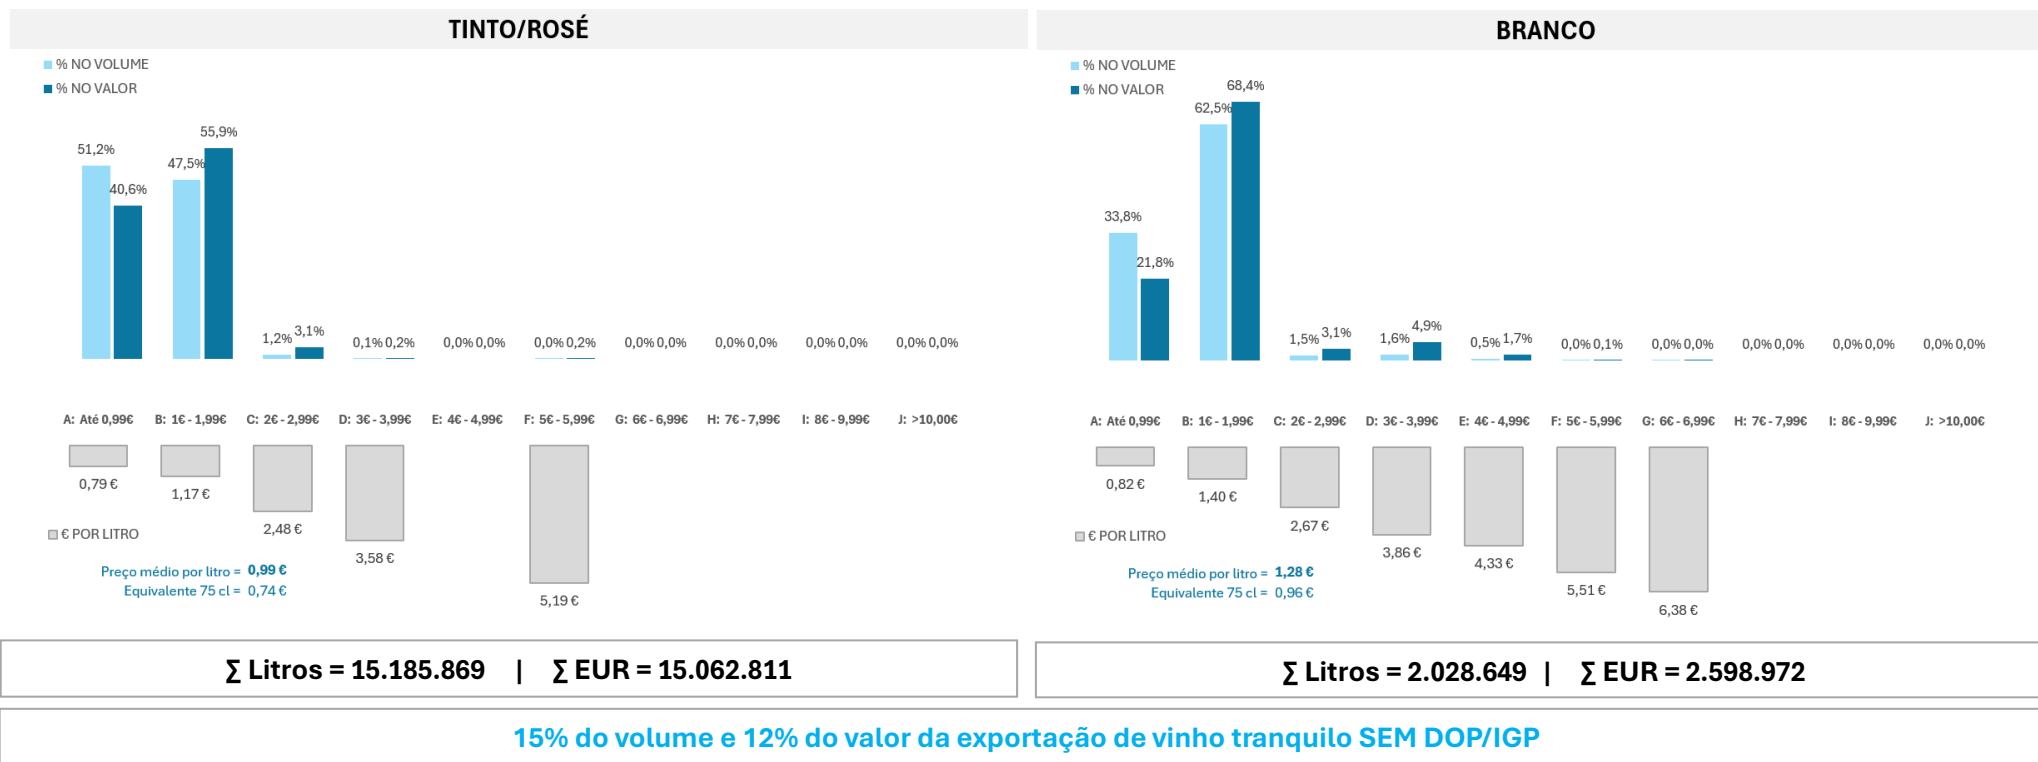 TINTO/ROSÉ
% NO VOLUME
% NO VALOR
51,2% 40,6% 47,5% 55,9% 1,2% 3,1% 0,1% 0,2% 0,0% 0,0% 0,0% 0,2% 0,0% 0,0% 0,0% 0,0% 0,0% 0,0% 0,0% 0,0%
A: Até 0,99€ B: 1€ - 1,99€ C: 2€ - 2,99€ D: 3€ - 3,99€ E: 4€ - 4,99€ F: 5€ - 5,99€ G: 6€ - 6,99€ H: 7€ - 7,99€ I: 8€ - 9,99€ J: >10,00€
0,79 € 1,17 € 2,48 € 3,58 € 5,19 €
€ POR LITRO
Preço médio por litro = 0,99 €
Equivalente 75 cl = 0,74 €
∑ Litros = 15.185.869 | ∑ EUR = 15.062.811
BRANCO
% NO VOLUME
% NO VALOR
33,8% 21,8% 62,5% 68,4% 1,5% 3,1% 1,6% 4,9% 0,5% 1,7% 0,0% 0,1% 0,0% 0,0% 0,0% 0,0% 0,0% 0,0% 0,0% 0,0%
A: Até 0,99€ B: 1€ - 1,99€ C: 2€ - 2,99€ D: 3€ - 3,99€ E: 4€ - 4,99€ F: 5€ - 5,99€ G: 6€ - 6,99€ H: 7€ - 7,99€ I: 8€ - 9,99€ J: >10,00€
0,82 € 1,40 € 2,67 € 3,86 € 4,33 € 5,51 € 6,38 €
€ POR LITRO
Preço médio por litro = 1,28 €
Equivalente 75 cl = 0,96 €
∑ Litros = 2.028.649 | ∑ EUR = 2.598.972
15% do volume e 12% do valor da exportação de vinho tranquilo SEM DOP/IGP